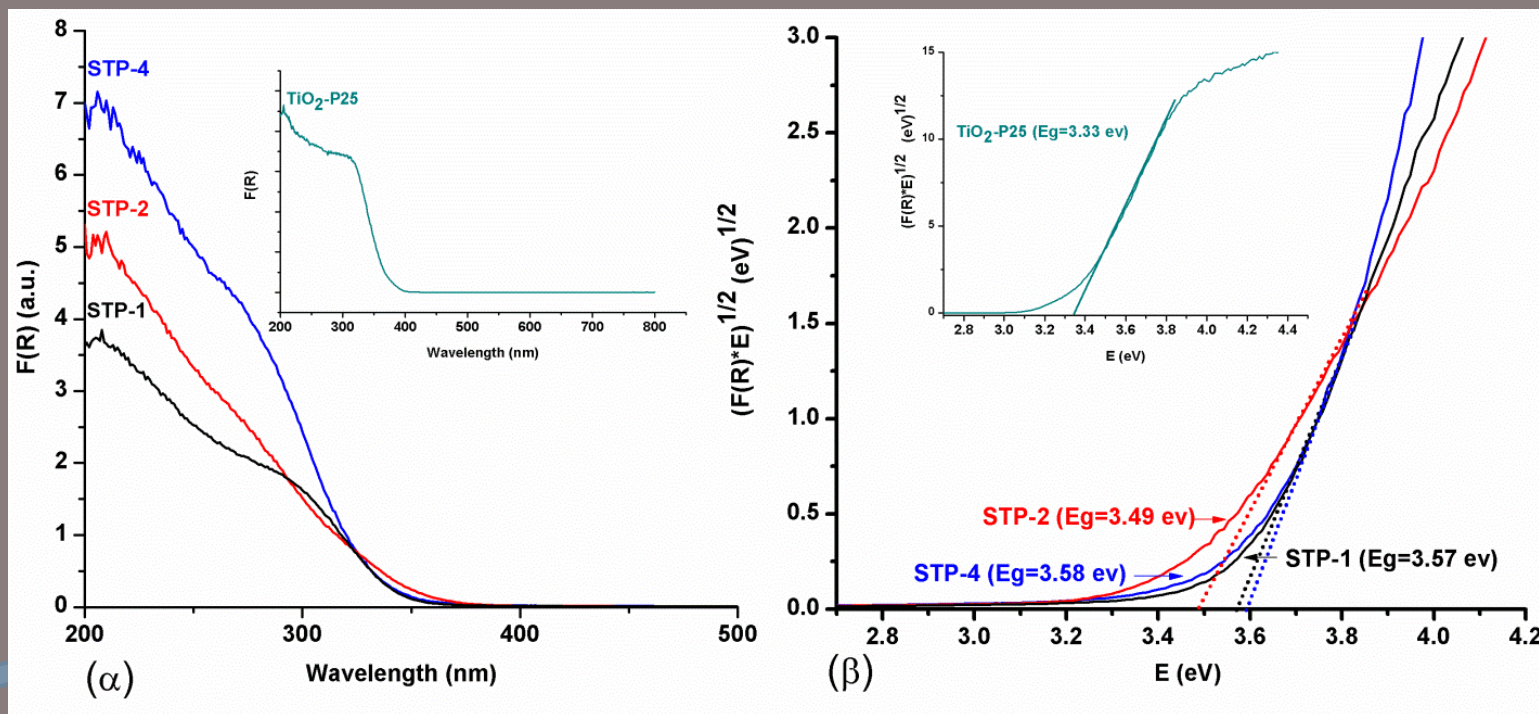 8
7
6
5
4
3
2
1
0
F(R) (a.u.)
STP-4
STP-2
STP-1
200
300
400
500
Wavelength (nm)
(α)
TiO2-P25
F(R)
200 300 400 500 600 700 800
Wavelength (nm)
3.0
2.5
2.0
1.5
1.0
0.5
0.0
(F(R)*E)1/2 (eV)1/2
15
10
5
0
(F(R)*E)1/2 (eV)1/2
TiO2-P25 (Eg=3.33 ev)
2.8 3.0 3.2 3.4 3.6 3.8 4.0 4.2 4.4
E (eV)
STP-2 (Eg=3.49 ev)
STP-4 (Eg=3.58 ev)
STP-1 (Eg=3.57 ev)
2.8 3.0 3.2 3.4 3.6 3.8 4.0 4.2
E (eV)
(β)